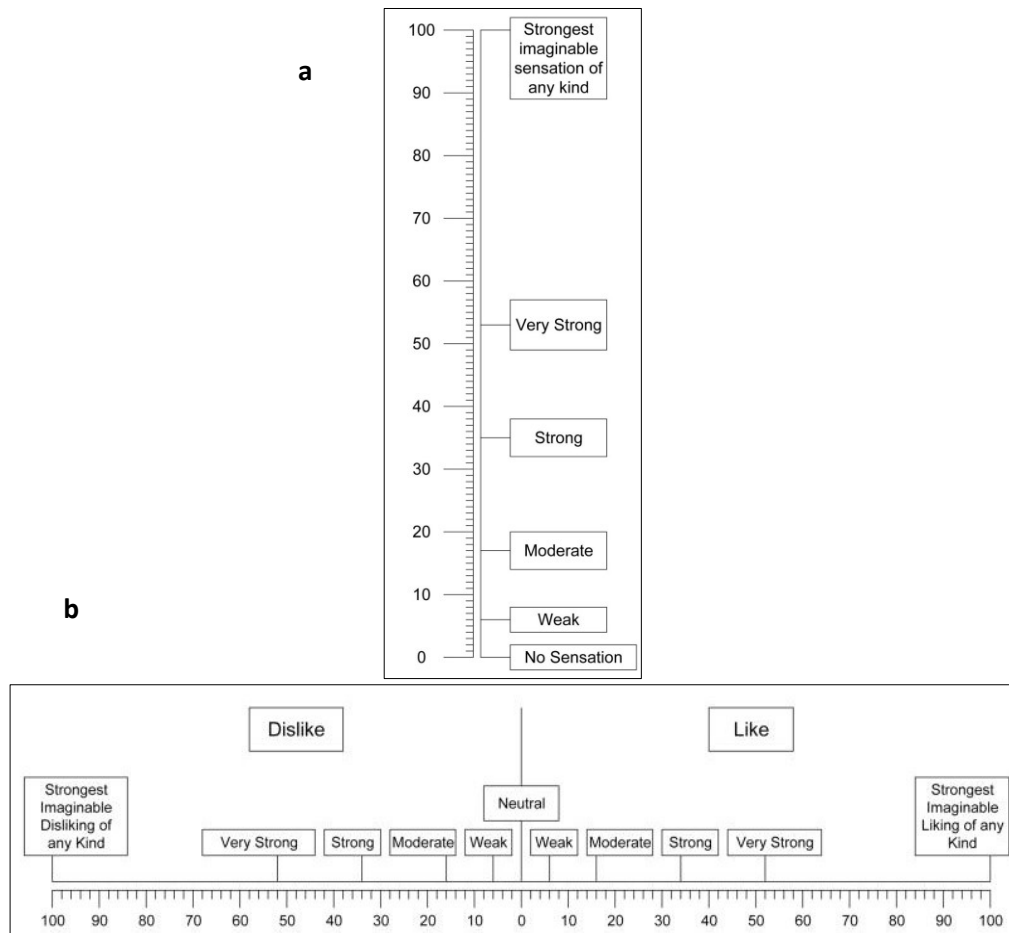 a
100
90
80
70
60
50
40
30
20
10
0
Strongest
imaginable
sensation of
any kind
Very Strong
Strong
Moderate
Weak
No Sensation
b
Dislike
Like
Strongest
Imaginable
Disliking of
any Kind
Very Strong
Strong
Moderate
Weak
Neutral
Weak
Moderate
Strong
Very Strong
Strongest
Imaginable
Liking of any
Kind
100 90 80 70 60 50 40 30 20 10 0 10 20 30 40 50 60 70 80 90 100